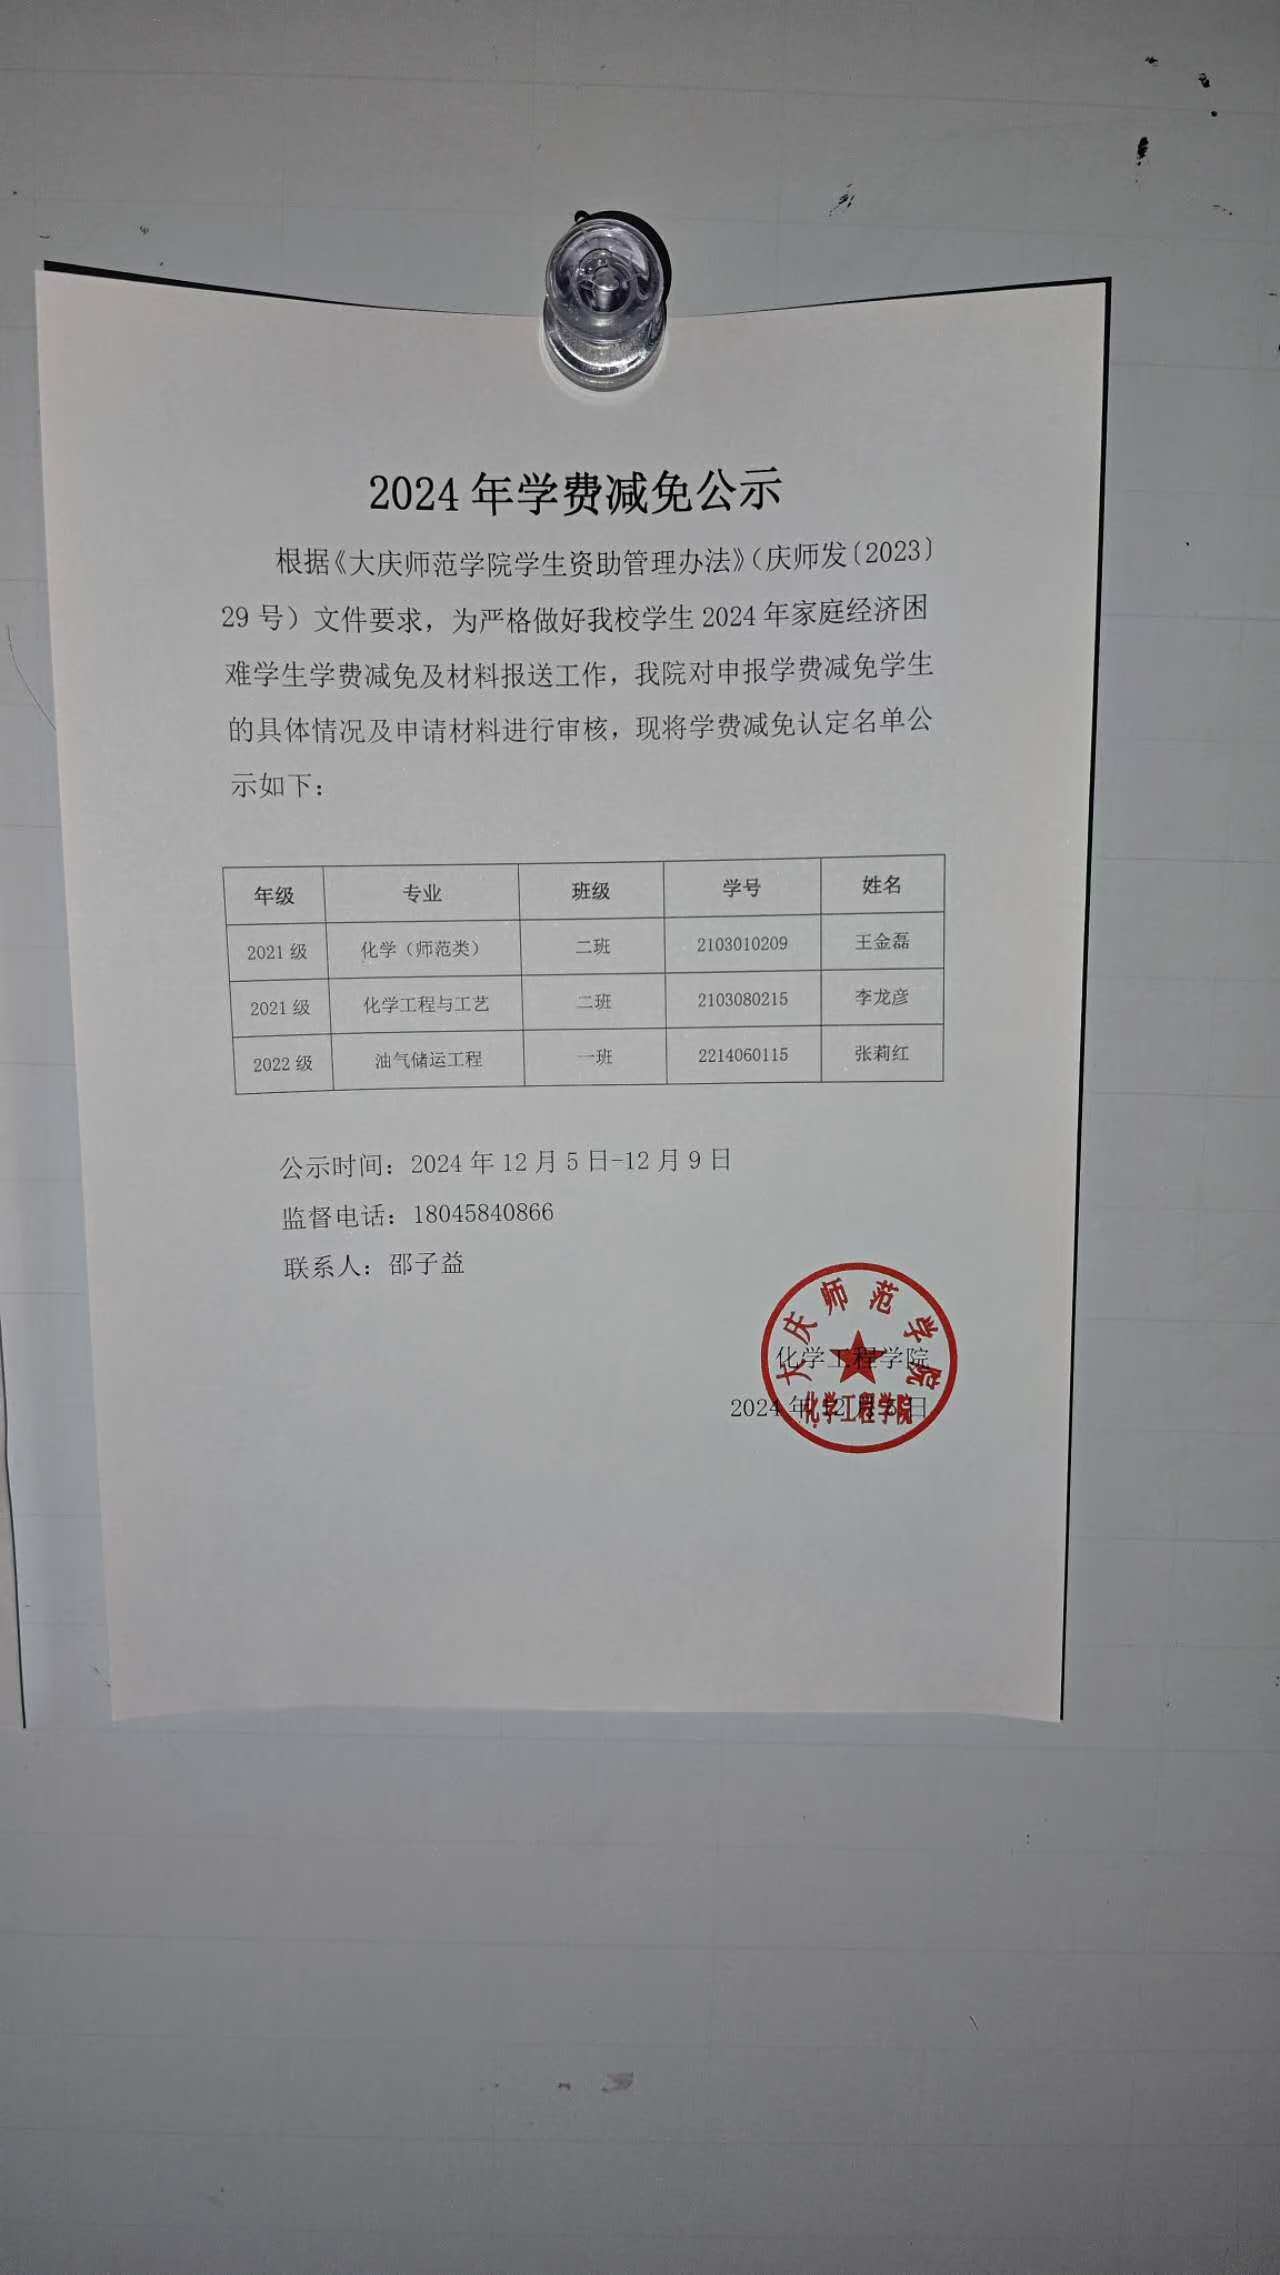 2024年学费减免公示
根据《大庆师范学院学生资助管理办法》（庆师发〔2023〕
29号）文件要求，为严格做好我校学生2024年家庭经济困
难学生学费减免及材料报送工作，我院对申报学费减免学生
的具体情况及申请材料进行审核，现将学费减免认定名单公
示如下：
年级 专业 班级 学号 姓名
2021级 化学（师范类） 二班 2103010209 王金磊
2021级 化学工程与工艺 二班 2103080215 李龙彦
2022级 油气储运工程 一班 2214060115 张莉红
公示时间：2024年12月5日-12月9日
监督电话：18045840866
联系人：邵子益
大庆师范学院
化学工程学院
2024年12月5日
化学工程学院